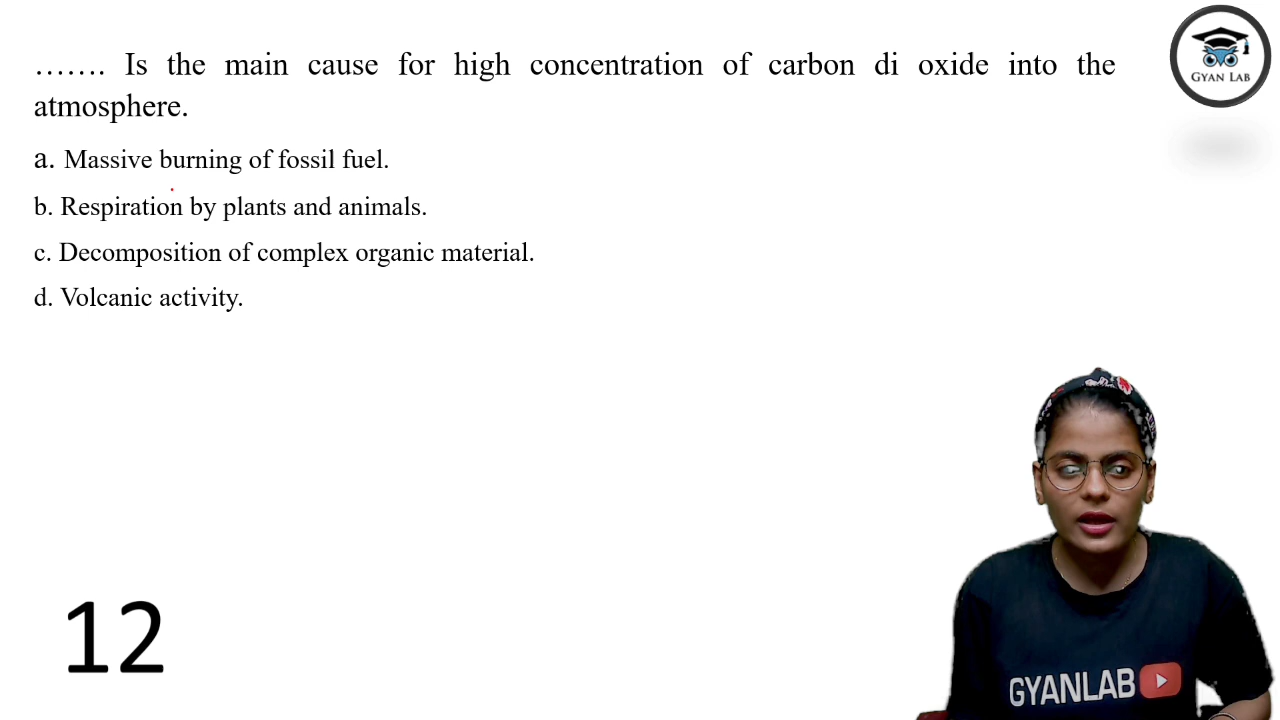 ……. Is the main cause for high concentration of carbon di oxide into the
atmosphere.
a. Massive burning of fossil fuel.
b. Respiration by plants and animals.
c. Decomposition of complex organic material.
d. Volcanic activity.
12
GYAN LAB
GYANLAB